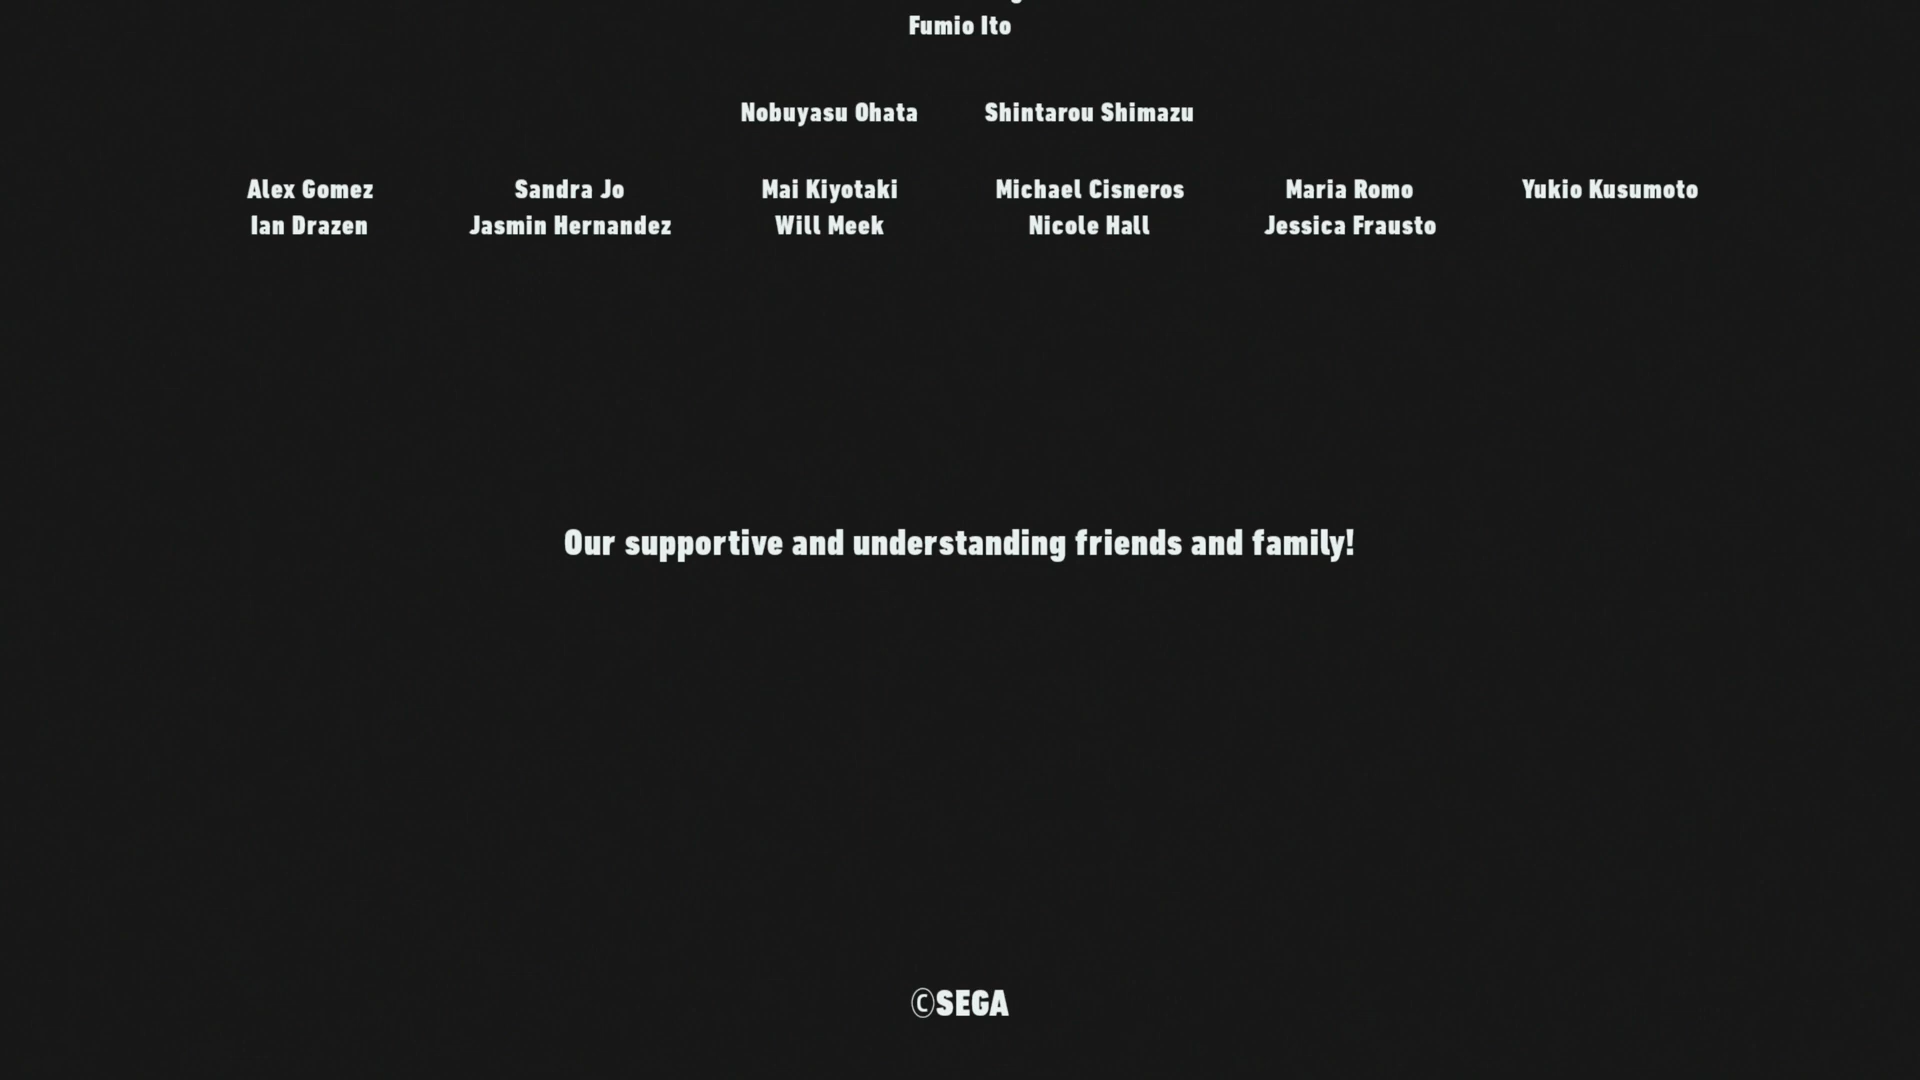 Fumio Ito
Nobuyasu Ohata Shintarou Shimazu
Alex Gomez Sandra Jo Mai Kiyotaki Michael Cisneros Maria Romo Yukio Kusumoto
Ian Drazen Jasmin Hernandez Will Meek Nicole Hall Jessica Frausto
Our supportive and understanding friends and family!
©SEGA